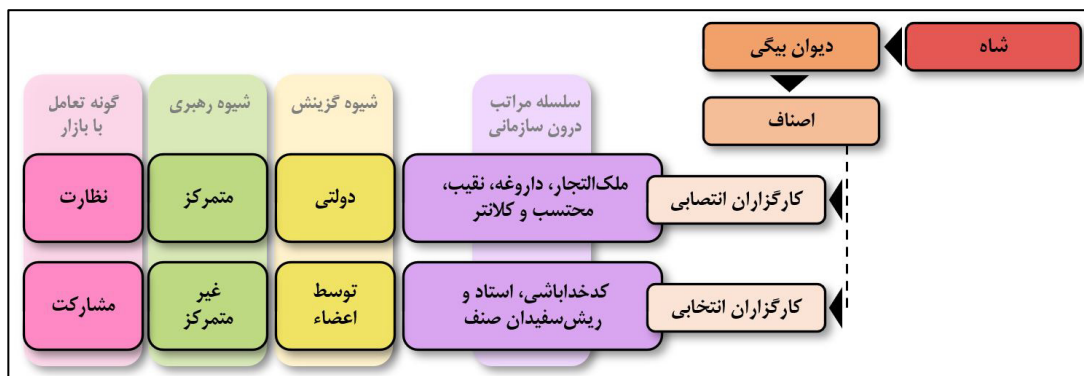 شاه
دیوان بیگی
اصناف
سلسله مراتب
درون سازمانی
شیوه گزینش
شیوه رهبری
گونه تعامل
با بازار
کارگزاران انتصابی
ملک‌التجار، داروغه، نقیب،
محتسب و کلانتر
دولتی
متمرکز
نظارت
کارگزاران انتخابی
کدخداباشی، استاد و
ریش‌سفیدان صنف
توسط
اعضاء
غیر
متمرکز
مشارکت